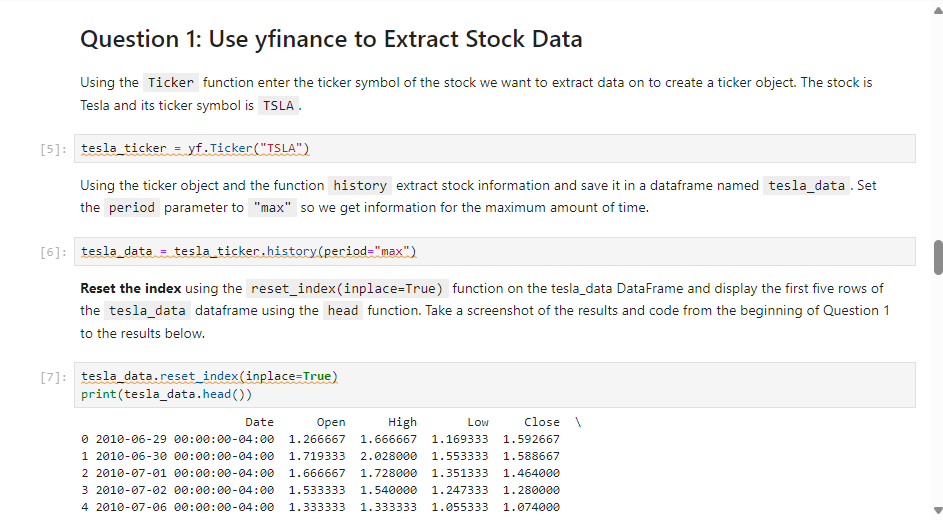 Question 1: Use yfinance to Extract Stock Data
Using the Ticker function enter the ticker symbol of the stock we want to extract data on to create a ticker object. The stock is
Tesla and its ticker symbol is TSLA .
[5]: tesla_ticker = yf.Ticker("TSLA")
Using the ticker object and the function history extract stock information and save it in a dataframe named tesla_data . Set
the period parameter to "max" so we get information for the maximum amount of time.
[6]: tesla_data = tesla_ticker.history(period="max")
Reset the index using the reset_index(inplace=True) function on the tesla_data DataFrame and display the first five rows of
the tesla_data dataframe using the head function. Take a screenshot of the results and code from the beginning of Question 1
to the results below.
[7]: tesla_data.reset_index(inplace=True)
print(tesla_data.head())
Date Open High Low Close \
0 2010-06-29 00:00:00-04:00 1.266667 1.666667 1.169333 1.592667
1 2010-06-30 00:00:00-04:00 1.719333 2.028000 1.553333 1.588667
2 2010-07-01 00:00:00-04:00 1.666667 1.728000 1.351333 1.464000
3 2010-07-02 00:00:00-04:00 1.533333 1.540000 1.247333 1.280000
4 2010-07-06 00:00:00-04:00 1.333333 1.333333 1.055333 1.074000